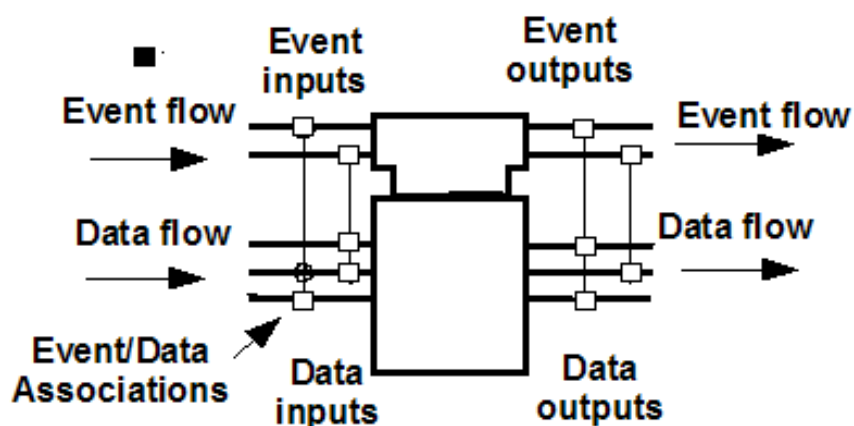 Event
inputs
Event
outputs
Event flow
Event flow
Data flow
Data flow
Event/Data
Associations
Data
inputs
Data
outputs